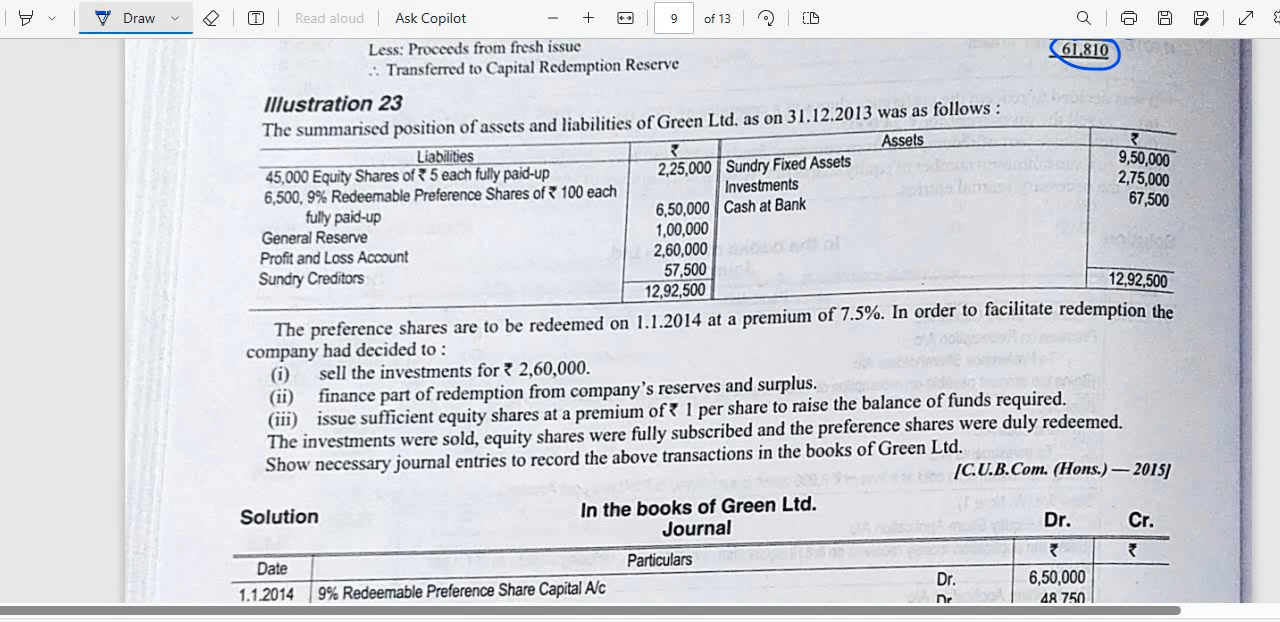 Draw
Read aloud
Ask Copilot
9 of 13
Less: Proceeds from fresh issue
∴ Transferred to Capital Redemption Reserve 61,810
Illustration 23
The summarised position of assets and liabilities of Green Ltd. as on 31.12.2013 was as follows :
Liabilities ₹ Assets ₹
45,000 Equity Shares of ₹ 5 each fully paid-up 2,25,000 Sundry Fixed Assets 9,50,000
6,500, 9% Redeemable Preference Shares of ₹ 100 each Investments 2,75,000
fully paid-up 6,50,000 Cash at Bank 67,500
General Reserve 1,00,000
Profit and Loss Account 2,60,000
Sundry Creditors 57,500
12,92,500 12,92,500
The preference shares are to be redeemed on 1.1.2014 at a premium of 7.5%. In order to facilitate redemption the
company had decided to :
(i) sell the investments for ₹ 2,60,000.
(ii) finance part of redemption from company's reserves and surplus.
(iii) issue sufficient equity shares at a premium of ₹ 1 per share to raise the balance of funds required.
The investments were sold, equity shares were fully subscribed and the preference shares were duly redeemed.
Show necessary journal entries to record the above transactions in the books of Green Ltd.
[C.U.B.Com. (Hons.) — 2015]
Solution In the books of Green Ltd.
Journal Dr. Cr.
Date Particulars ₹ ₹
1.1.2014 9% Redeemable Preference Share Capital A/c Dr. 6,50,000
Dr. 48,750